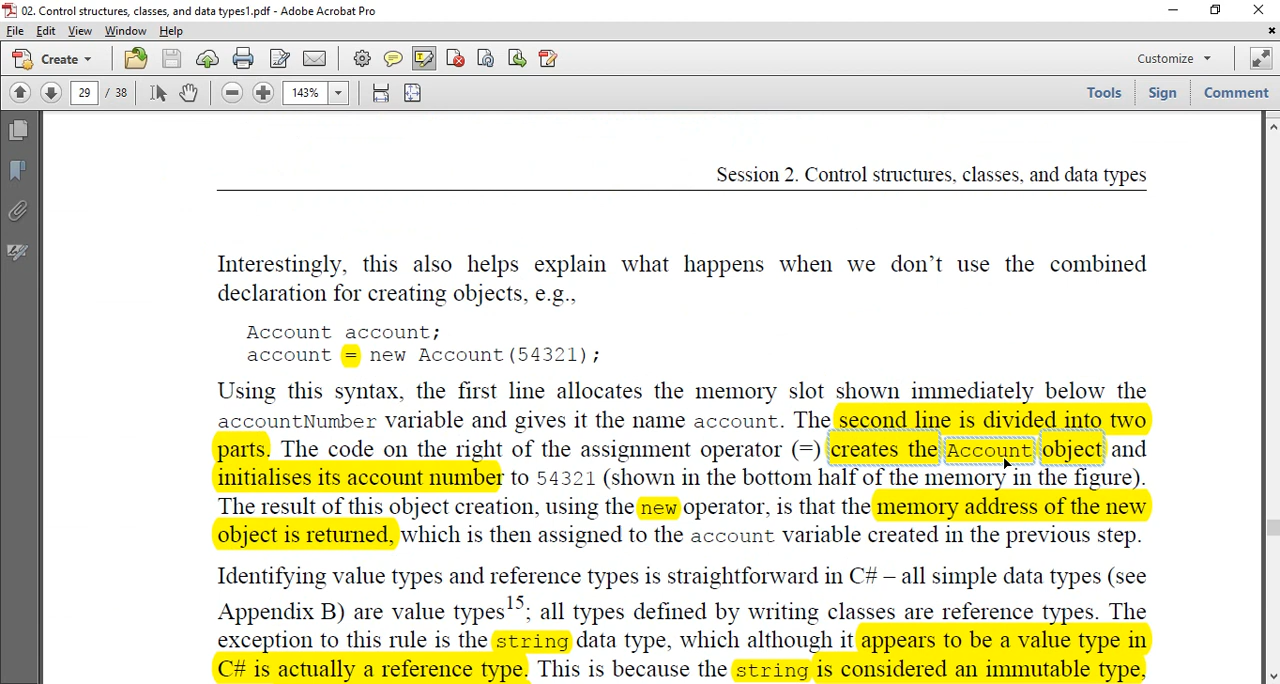 02. Control structures, classes, and data types1.pdf - Adobe Acrobat Pro
File Edit View Window Help
Create Customize
29 / 38 143% Tools Sign Comment
Session 2. Control structures, classes, and data types
Interestingly, this also helps explain what happens when we don't use the combined
declaration for creating objects, e.g.,
Account account;
account = new Account(54321);
Using this syntax, the first line allocates the memory slot shown immediately below the
accountNumber variable and gives it the name account. The second line is divided into two
parts. The code on the right of the assignment operator (=) creates the Account object and
initialises its account number to 54321 (shown in the bottom half of the memory in the figure).
The result of this object creation, using the new operator, is that the memory address of the new
object is returned, which is then assigned to the account variable created in the previous step.
Identifying value types and reference types is straightforward in C# – all simple data types (see
Appendix B) are value types15; all types defined by writing classes are reference types. The
exception to this rule is the string data type, which although it appears to be a value type in
C# is actually a reference type. This is because the string is considered an immutable type,